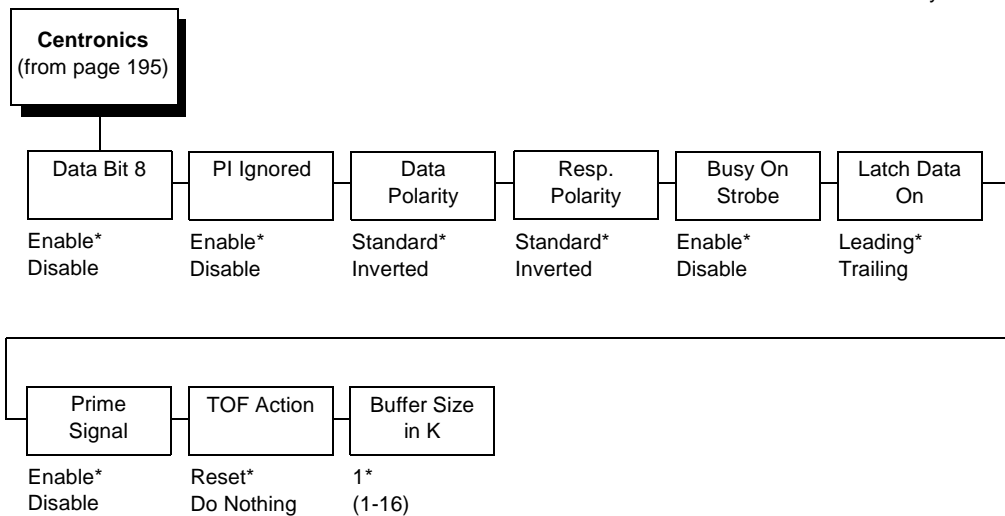 Centronics
(from page 195)
Data Bit 8
PI Ignored
Data
Polarity
Resp.
Polarity
Busy On
Strobe
Latch Data
On
Enable*
Disable
Enable*
Disable
Standard*
Inverted
Standard*
Inverted
Enable*
Disable
Leading*
Trailing
Prime
Signal
TOF Action
Buffer Size
in K
Enable*
Disable
Reset*
Do Nothing
1*
(1-16)